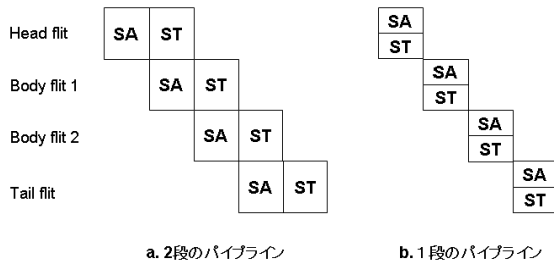 Head flit SA ST SA ST
Body flit 1 SA ST SA ST
Body flit 2 SA ST SA ST
Tail flit SA ST SA ST
a. 2段のパイプライン b. 1段のパイプライン